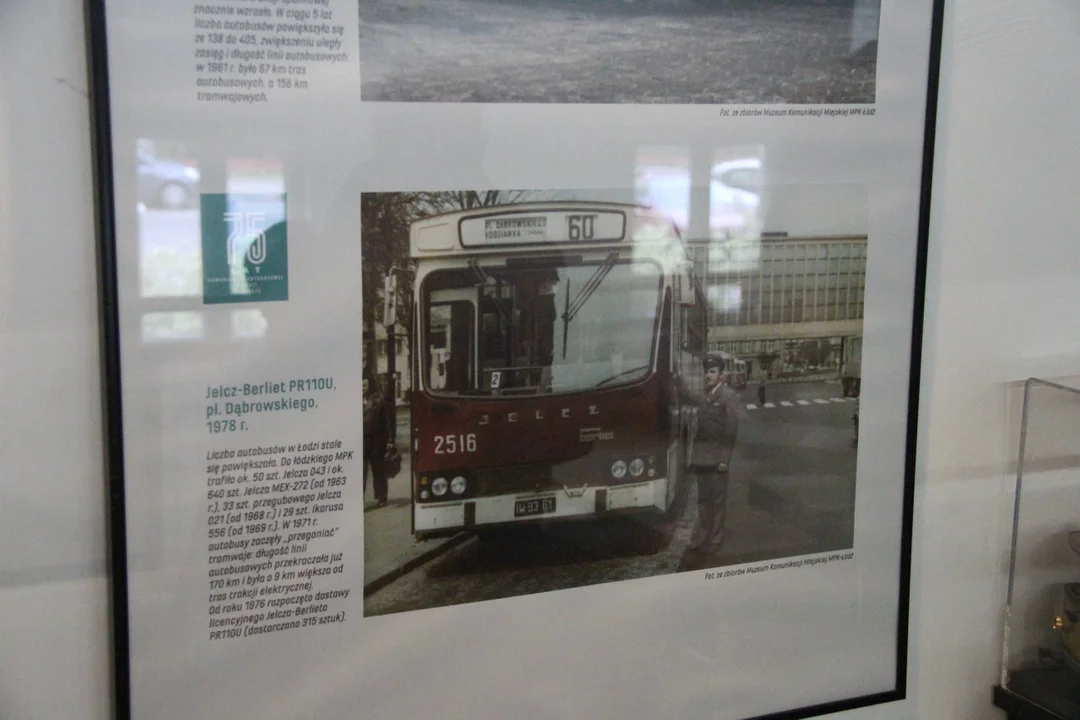 znacznie wzrosła. W ciągu 5 lat
liczba autobusów powiększyła się
ze 138 do 405, zwiększeniu uległy
zasięg i długość linii autobusowych:
w 1961 r. było 67 km tras
autobusowych, a 156 km
tramwajowych.
Fot. ze zbiorów Muzeum Komunikacji Miejskiej MPK-Łódź
75
LAT
PL. DĄBROWSKIEGO
60
2
JELCZ
2516
berliet
Jelcz-Berliet PR110U,
pl. Dąbrowskiego,
1978 r.
Liczba autobusów w Łodzi stale
się powiększała. Do łódzkiego MPK
trafiło ok. 50 szt. Jelcza 043 i ok.
640 szt. Jelcza MEX-272 (od 1963
r.), 33 szt. przegubowego Jelcza
021 (od 1968 r.) i 29 szt. Ikarusa
556 (od 1969 r.). W 1971 r.
autobusy zaczęły „przeganiać"
tramwaje: długość linii
autobusowych przekraczała już
170 km i była o 9 km większa od
tras trakcji elektrycznej.
Od roku 1976 rozpoczęto dostawy
licencyjnego Jelcza-Berlieta
PR110U (dostarczono 315 sztuk).
Fot. ze zbiorów Muzeum Komunikacji Miejskiej MPK-Łódź